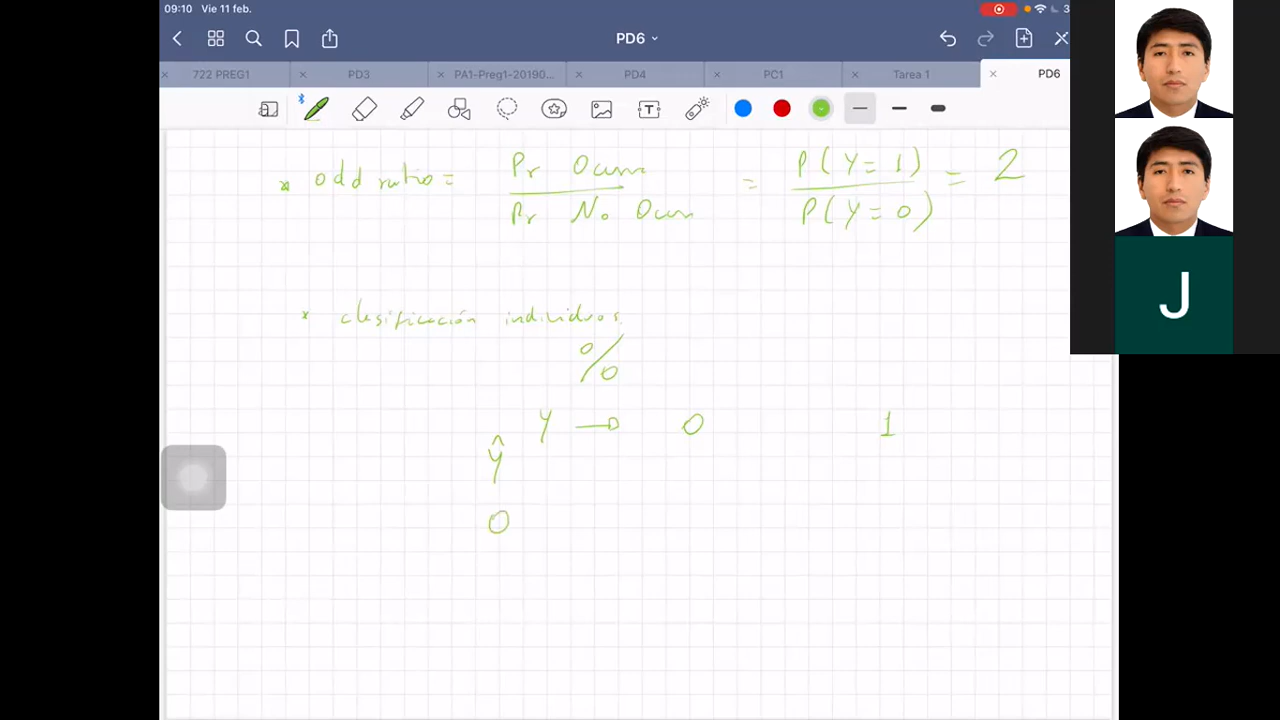 09:10 Vie 11 feb.
3
PD6
722 PREG1
PD3
PA1-Preg1-20190...
PD4
PC1
Tarea 1
PD6
T
* odd ratio = Pr Ocurr / Pr No Ocurr = P(Y=1) / P(Y=0) = 2
* clasificación individuos
%
Y → 0 1
Ŷ
0
J